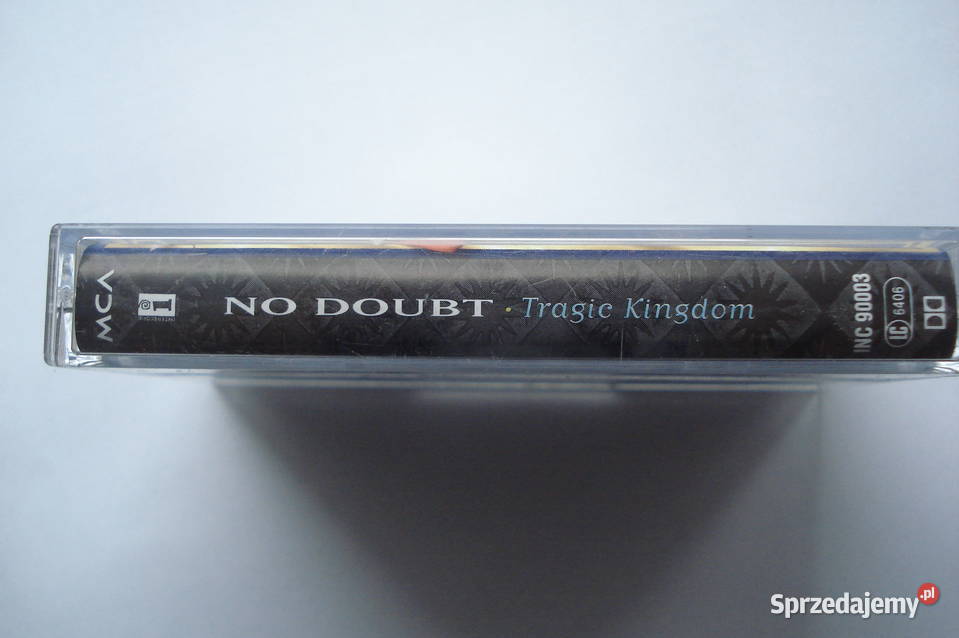 MCA
NO DOUBT · Tragic Kingdom
INC 90003
LC 6406
Sprzedajemy.pl